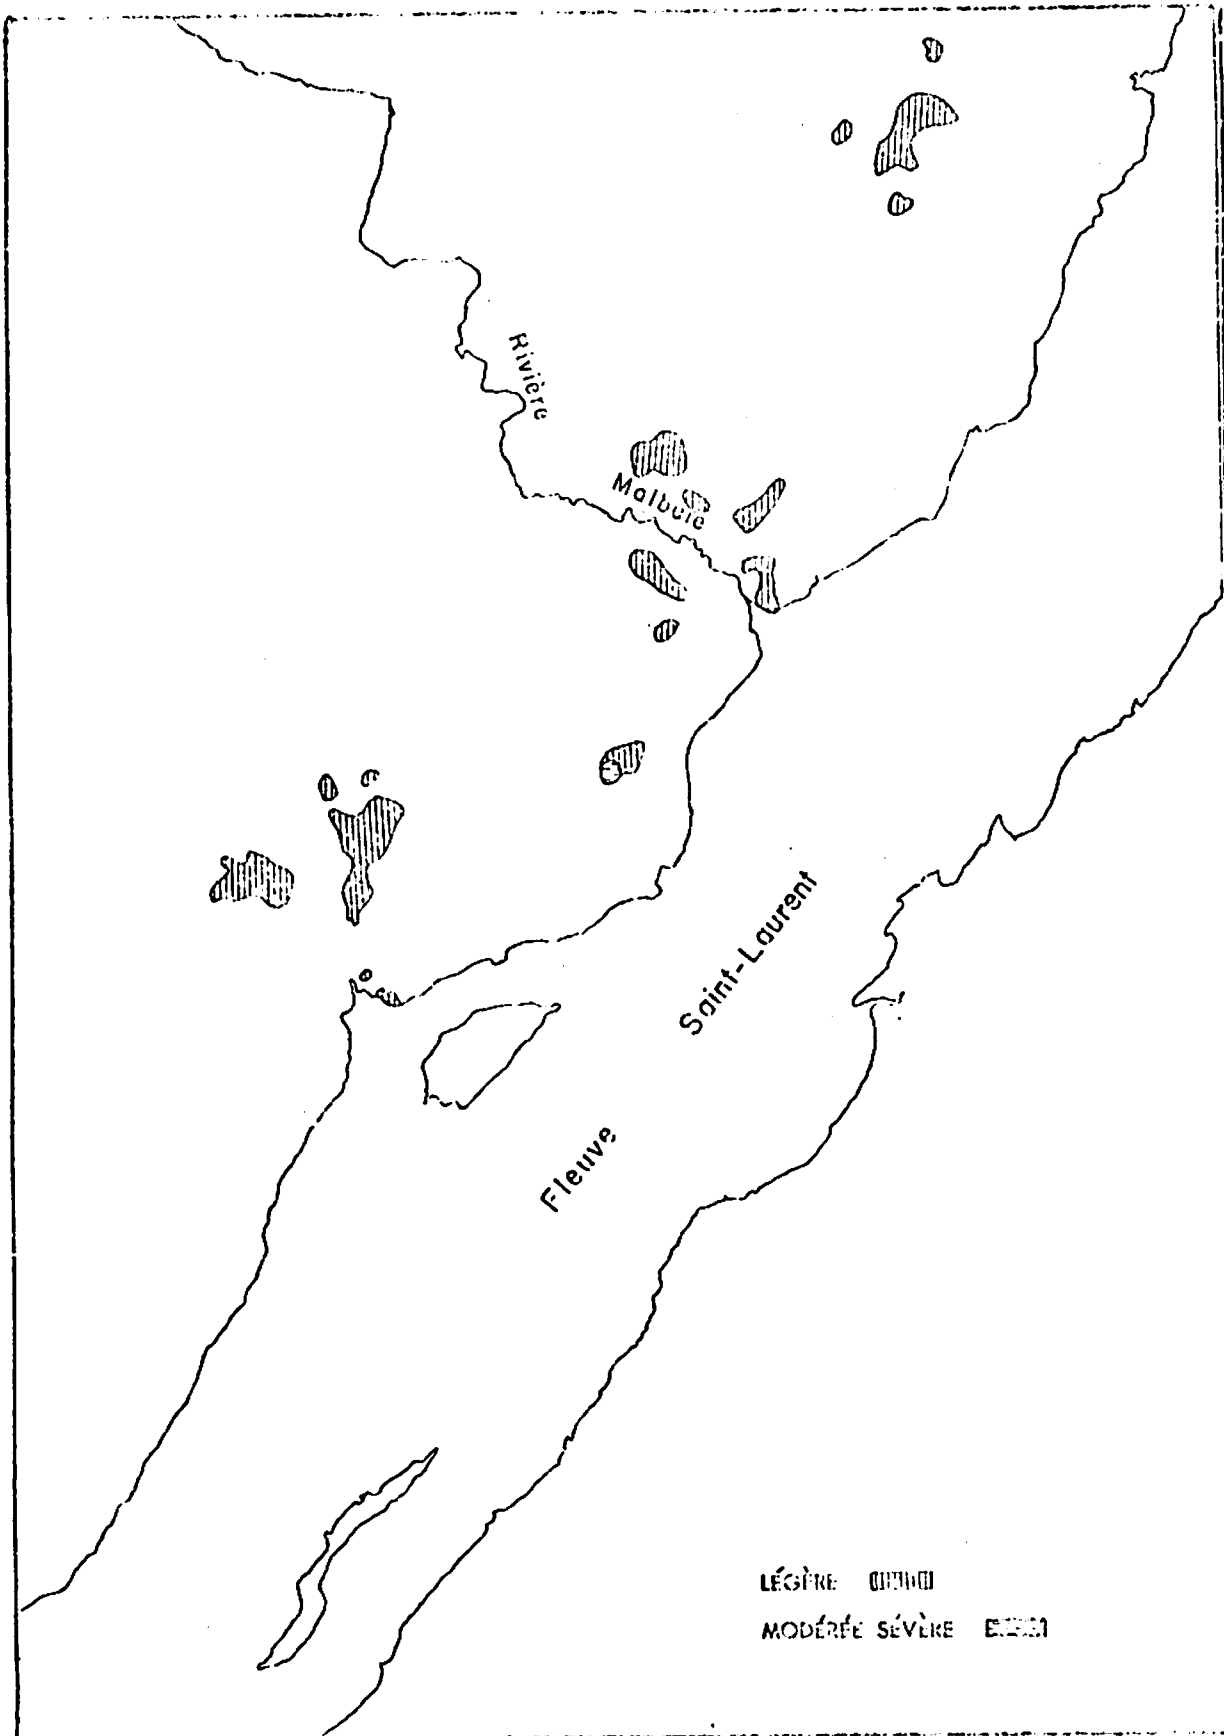 Rivière
Malbaie
Saint-Laurent
Fleuve
LÉGÈRE
MODÉRÉE SÉVÈRE